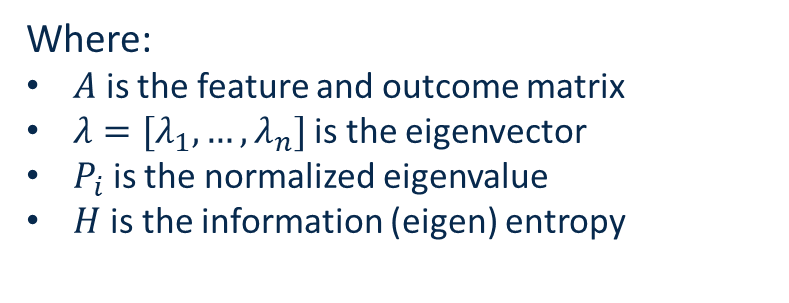 Where:
• A is the feature and outcome matrix
• λ = [λ₁, … , λₙ] is the eigenvector
• Pᵢ is the normalized eigenvalue
• H is the information (eigen) entropy